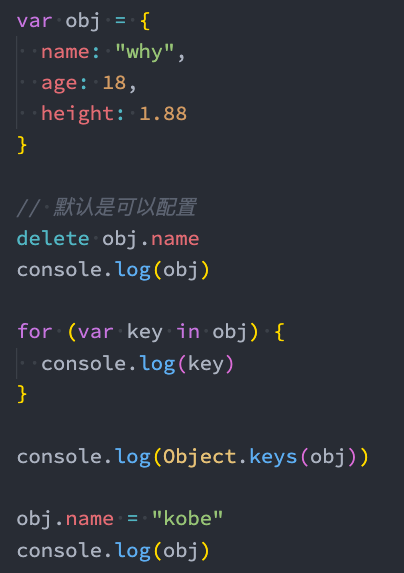 var obj = {
  name: "why",
  age: 18,
  height: 1.88
}
// 默认是可以配置
delete obj.name
console.log(obj)
for (var key in obj) {
  console.log(key)
}
console.log(Object.keys(obj))
obj.name = "kobe"
console.log(obj)